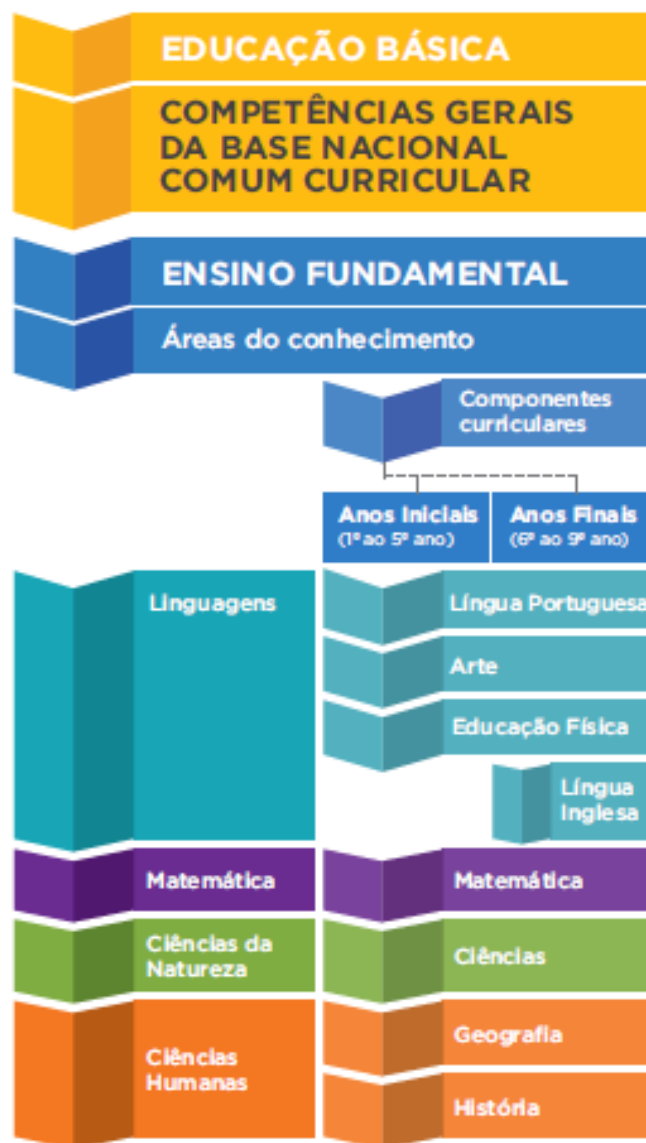 EDUCAÇÃO BÁSICA
COMPETÊNCIAS GERAIS
DA BASE NACIONAL
COMUM CURRICULAR
ENSINO FUNDAMENTAL
Áreas do conhecimento
Componentes
curriculares
Anos Iniciais
(1º ao 5º ano)
Anos Finais
(6º ao 9º ano)
Linguagens
Língua Portuguesa
Arte
Educação Física
Língua
Inglesa
Matemática
Matemática
Ciências da
Natureza
Ciências
Ciências
Humanas
Geografia
História